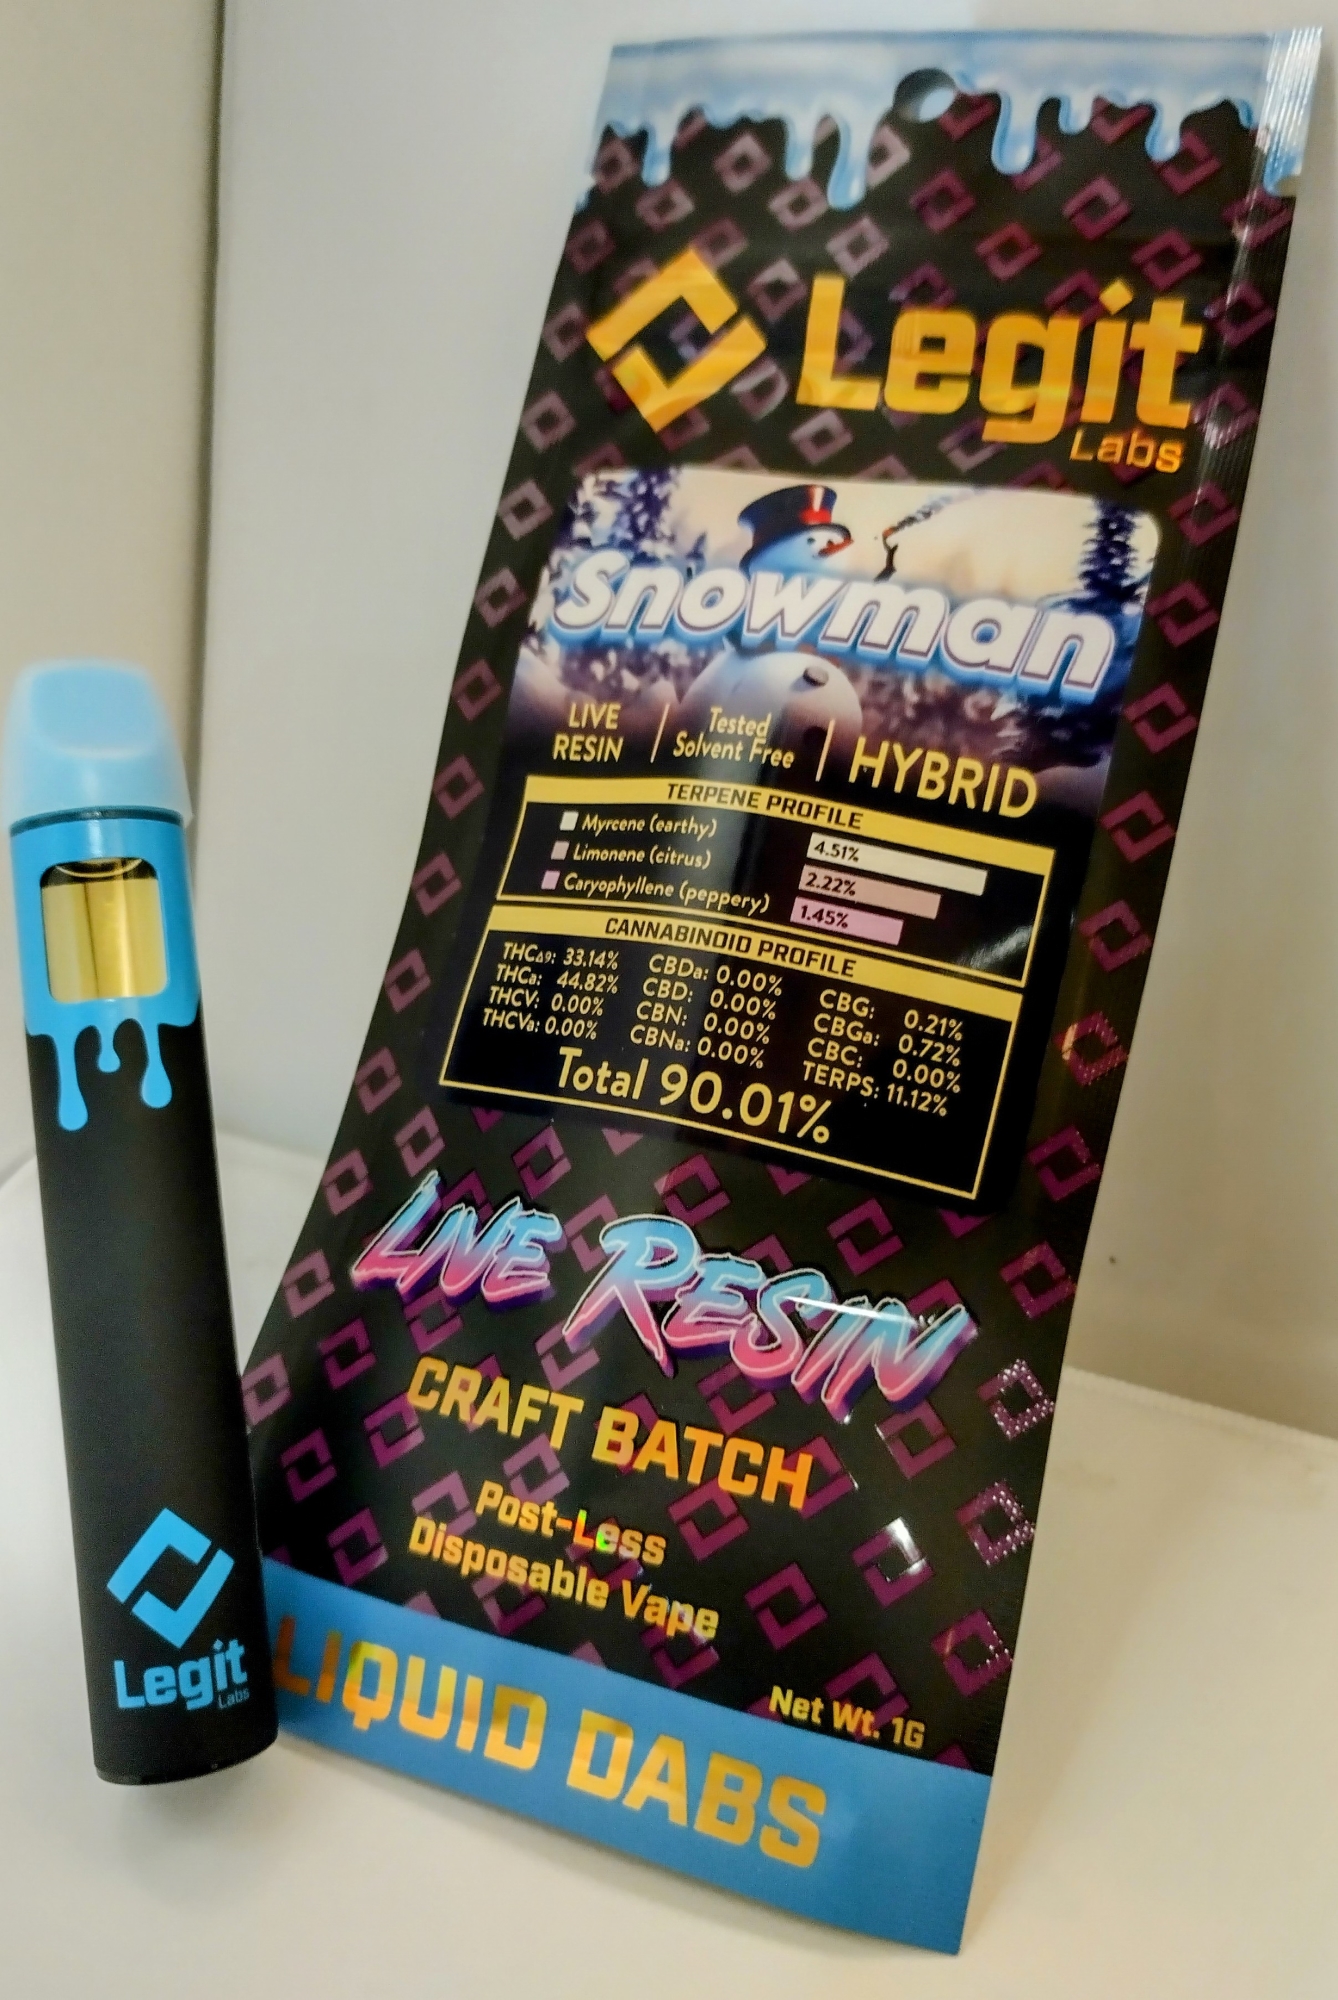 Legit
Labs
Snowman
LIVE
RESIN
Tested
Solvent Free
HYBRID
TERPENE PROFILE
Myrcene (earthy) 4.51%
Limonene (citrus) 2.22%
Caryophyllene (peppery) 1.45%
CANNABINOID PROFILE
THCΔ9: 33.14% CBDa: 0.00% CBG: 0.21%
THCa: 44.82% CBD: 0.00% CBGa: 0.72%
THCV: 0.00% CBN: 0.00% CBC: 0.00%
THCVa: 0.00% CBNa: 0.00% TERPS: 11.12%
Total 90.01%
LIVE RESIN
CRAFT BATCH
Post-Less
Disposable Vape
Net Wt. 1G
LIQUID DABS
Legit
Labs